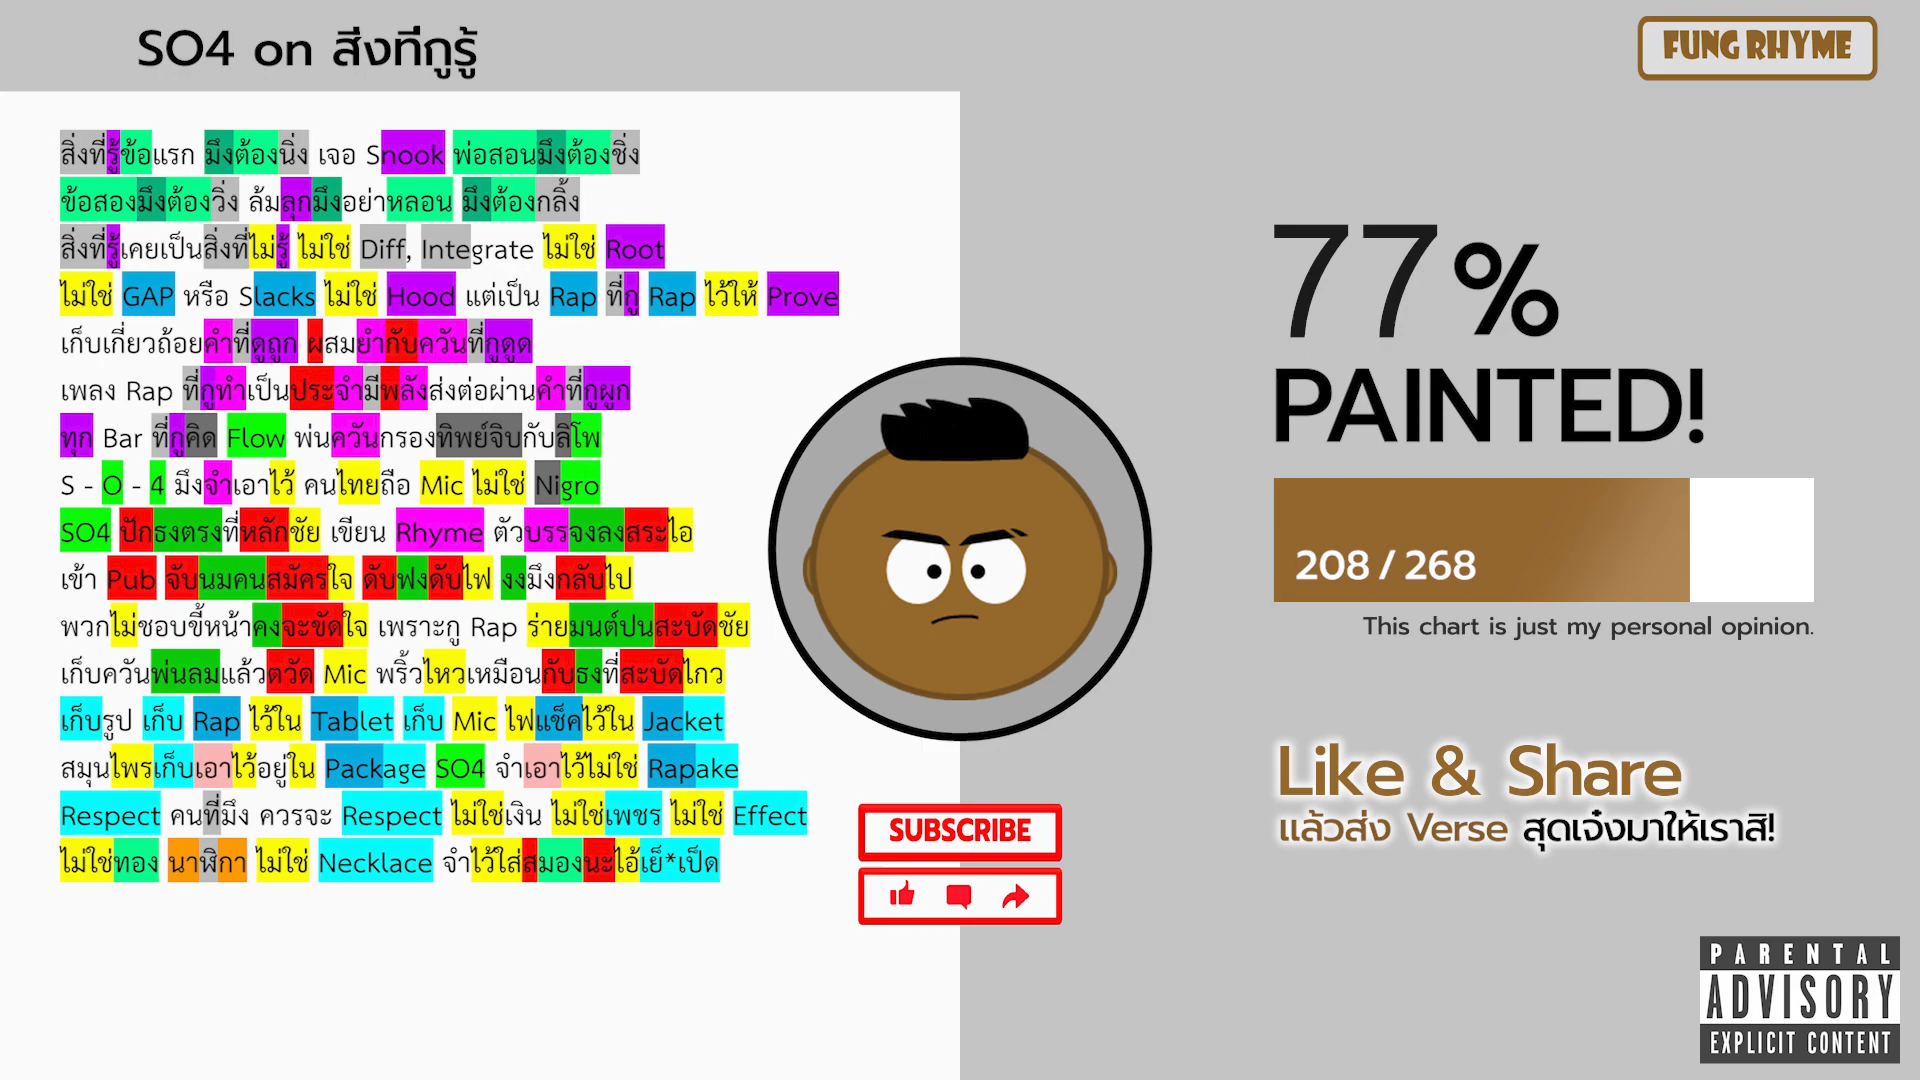 SO4 on สิ่งที่กูรู้
FUNG RHYME
สิ่งที่รู้ข้อแรก มึงต้องนิ่ง เจอ Snook พ่อสอนมึงต้องชิ่ง
ข้อสองมึงต้องวิ่ง ล้มลุกมึงอย่าหลอน มึงต้องกลิ้ง
สิ่งที่รู้เคยเป็นสิ่งที่ไม่รู้ ไม่ใช่ Diff, Integrate ไม่ใช่ Root
ไม่ใช่ GAP หรือ Slacks ไม่ใช่ Hood แต่เป็น Rap ที่กู Rap ไว้ให้ Prove
เก็บเกี่ยวถ้อยคำที่ดูถูก ผสมยำกับควันที่กูดูด
เพลง Rap ที่กูทำเป็นประจำมีพลังส่งต่อผ่านคำที่กูผูก
ทุก Bar ที่กูคิด Flow พ่นควันกรองทิพย์จิบกับลิโพ
S - O - 4 มึงจำเอาไว้ คนไทยถือ Mic ไม่ใช่ Nigro
SO4 ปักธงตรงที่หลักชัย เขียน Rhyme ตัวบรรจงลงสระไอ
เข้า Pub จับนมคนสมัครใจ ดับฟงดับไฟ งงมึงกลับไป
พวกไม่ชอบขี้หน้าคงจะขัดใจ เพราะกู Rap ร่ายมนต์ปนสะบัดชัย
เก็บควันพ่นลมแล้วตวัด Mic พริ้วไหวเหมือนกับธงที่สะบัดไกว
เก็บรูป เก็บ Rap ไว้ใน Tablet เก็บ Mic ไฟแช็คไว้ใน Jacket
สมุนไพรเก็บเอาไว้อยู่ใน Package SO4 จำเอาไว้ไม่ใช่ Rapake
Respect คนที่มึง ควรจะ Respect ไม่ใช่เงิน ไม่ใช่เพชร ไม่ใช่ Effect
ไม่ใช่ทอง นาฬิกา ไม่ใช่ Necklace จำไว้ใส่สมองนะไอ้เย็*เป็ด
77%
PAINTED!
208 / 268
This chart is just my personal opinion.
Like & Share
แล้วส่ง Verse สุดเจ๋งมาให้เราสิ!
SUBSCRIBE
PARENTAL
ADVISORY
EXPLICIT CONTENT